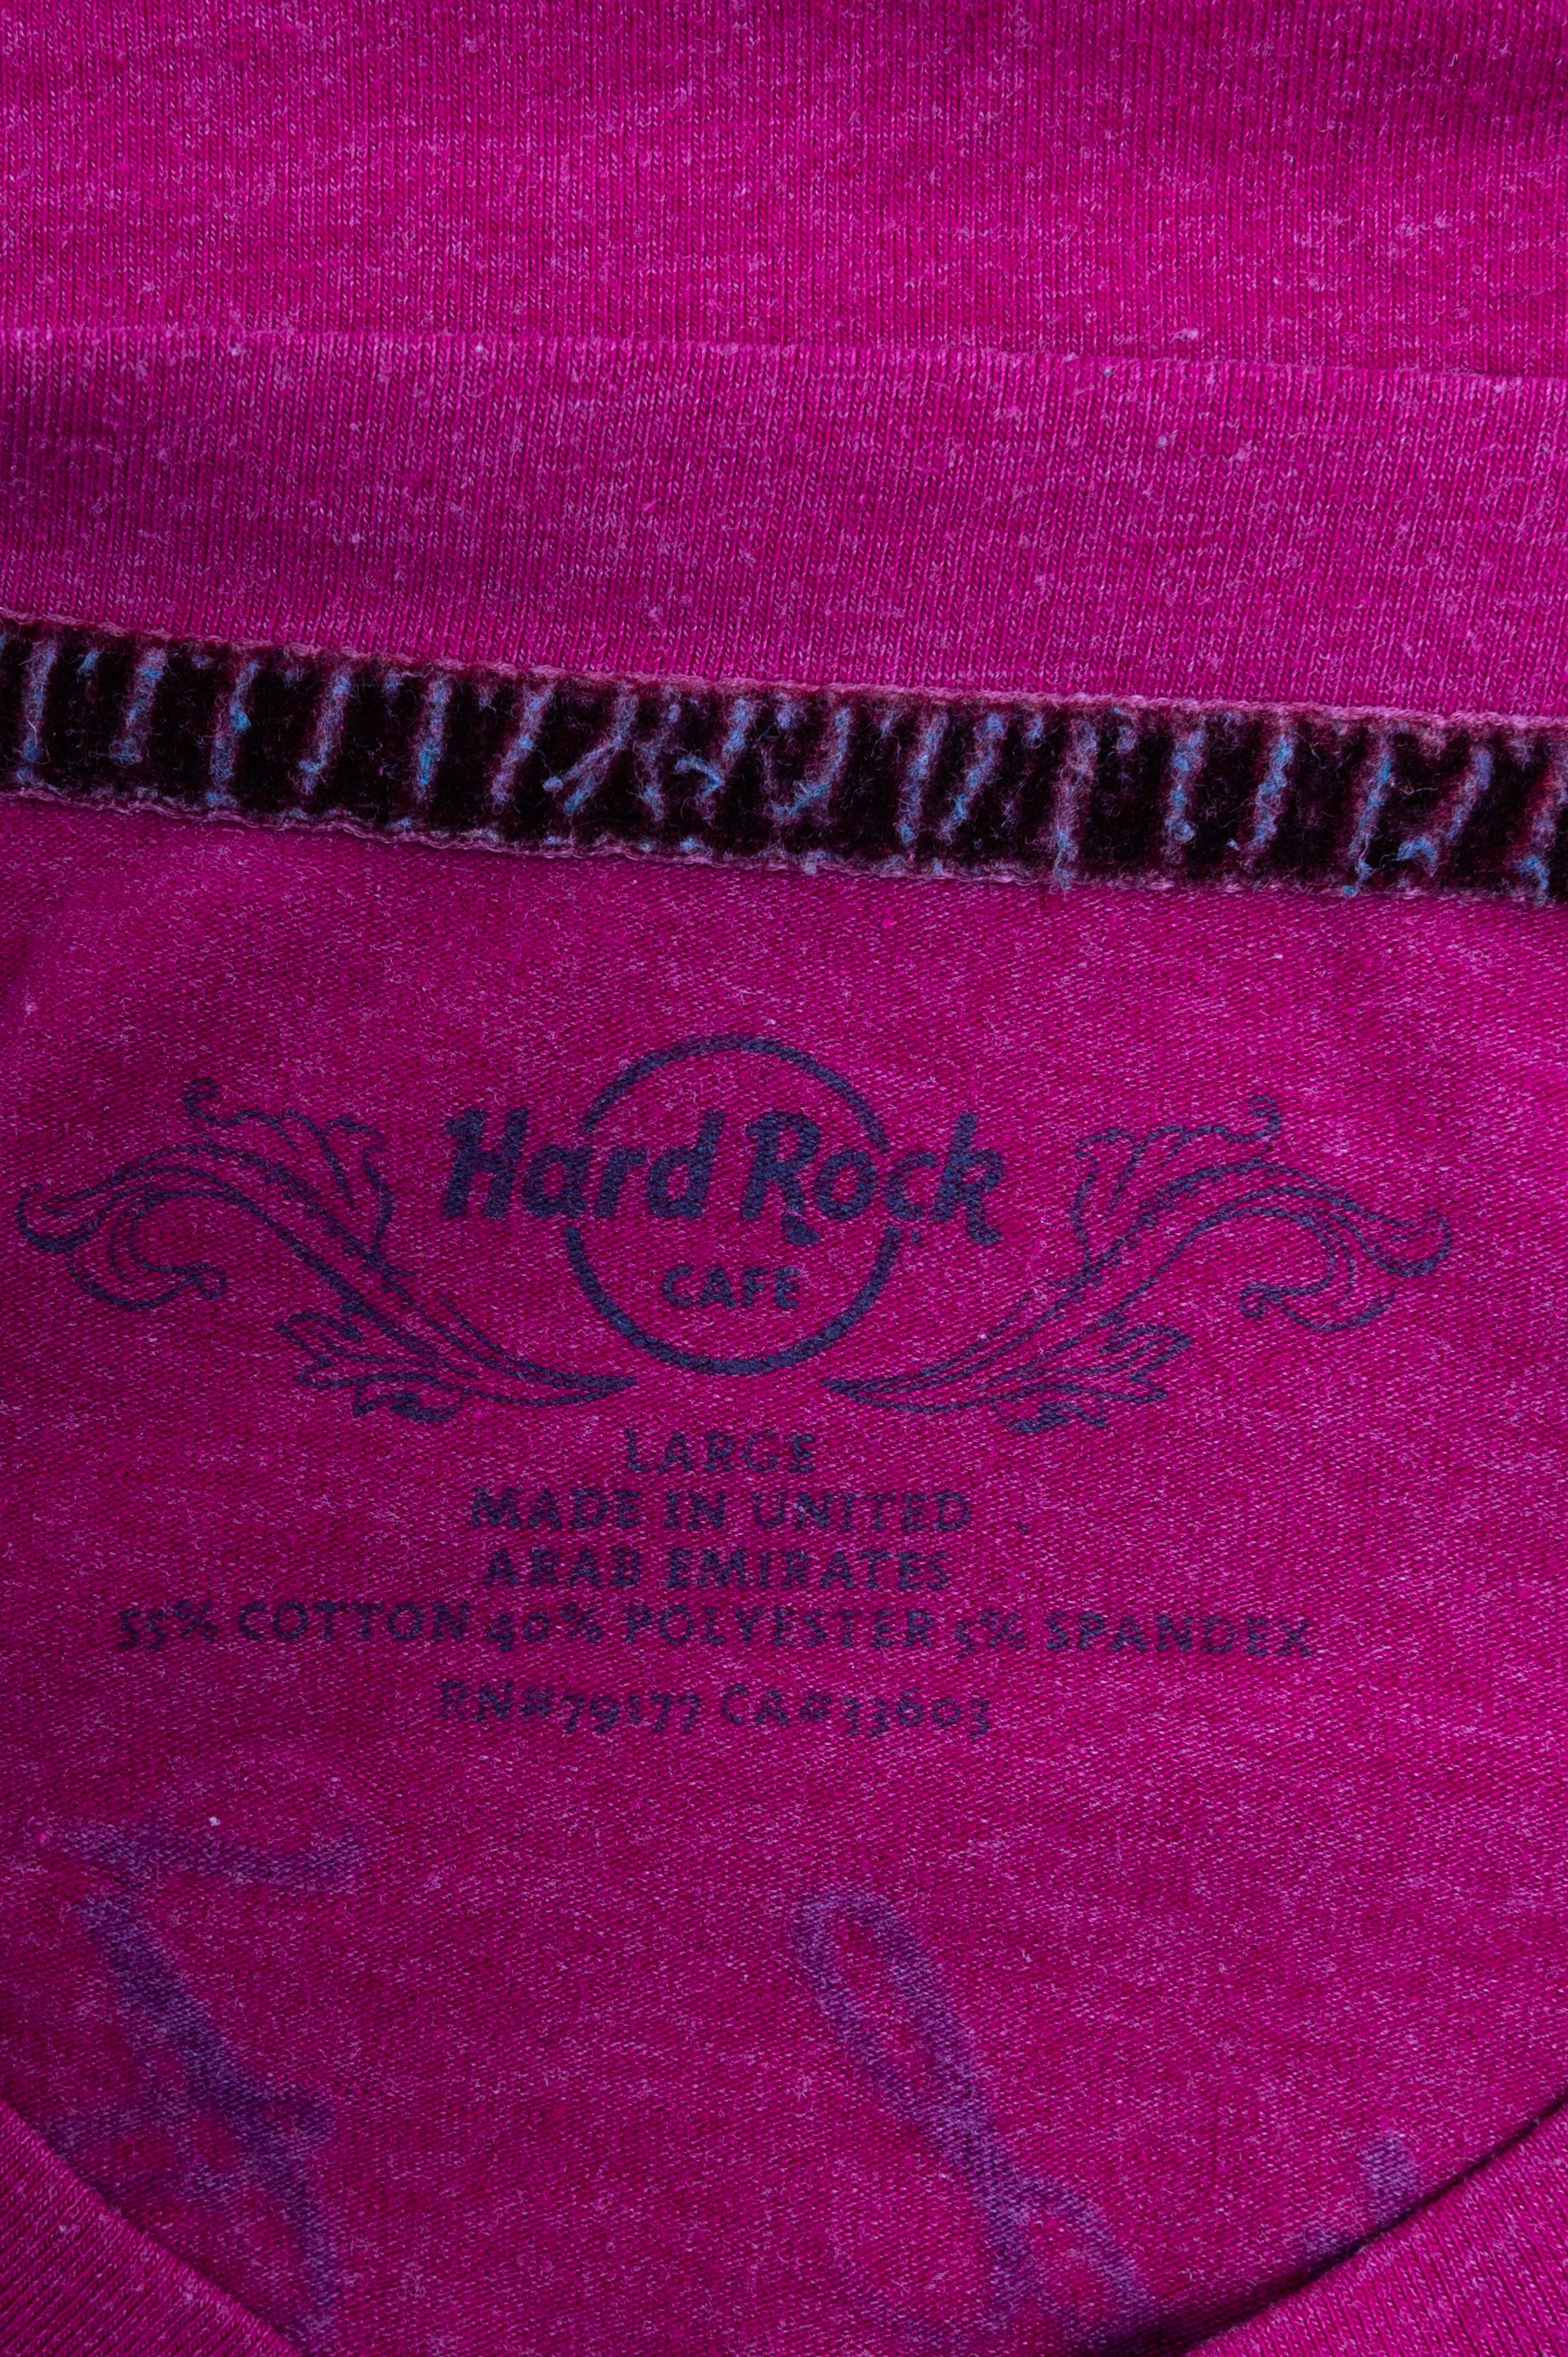 Hard Rock
CAFE
LARGE
MADE IN UNITED
ARAB EMIRATES
55% COTTON 40% POLYESTER 5% SPANDEX
RN#79177 CA#33603